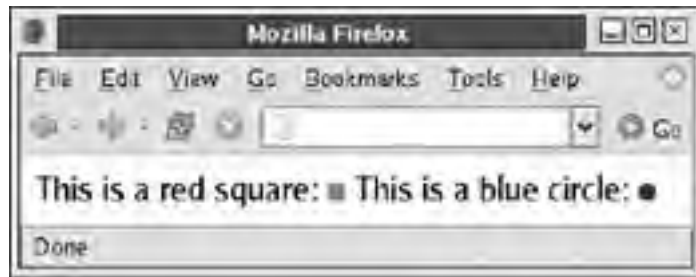 Mozilla Firefox
File Edit View Go Bookmarks Tools Help
Go
This is a red square: This is a blue circle:
Done